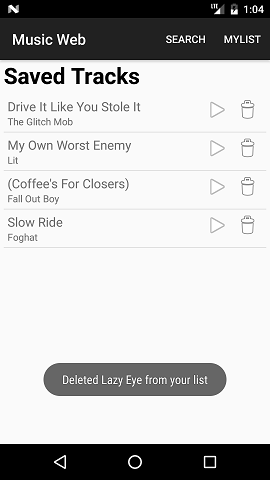 LTE 1:04
Music Web SEARCH MYLIST
Saved Tracks
Drive It Like You Stole It
The Glitch Mob
My Own Worst Enemy
Lit
(Coffee's For Closers)
Fall Out Boy
Slow Ride
Foghat
Deleted Lazy Eye from your list